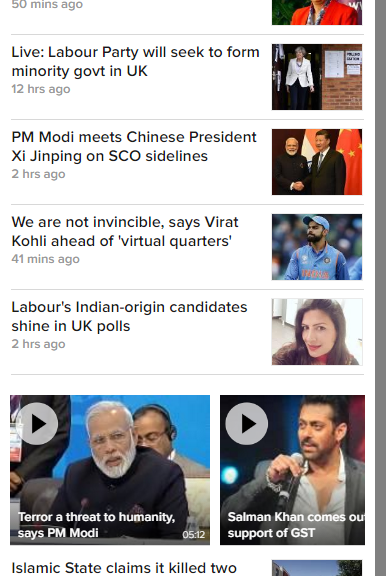 50 mins ago
Live: Labour Party will seek to form
minority govt in UK
12 hrs ago
PM Modi meets Chinese President
Xi Jinping on SCO sidelines
2 hrs ago
We are not invincible, says Virat
Kohli ahead of 'virtual quarters'
41 mins ago
Labour's Indian-origin candidates
shine in UK polls
2 hrs ago
Terror a threat to humanity,
says PM Modi
05:12
Salman Khan comes ou
support of GST
Islamic State claims it killed two